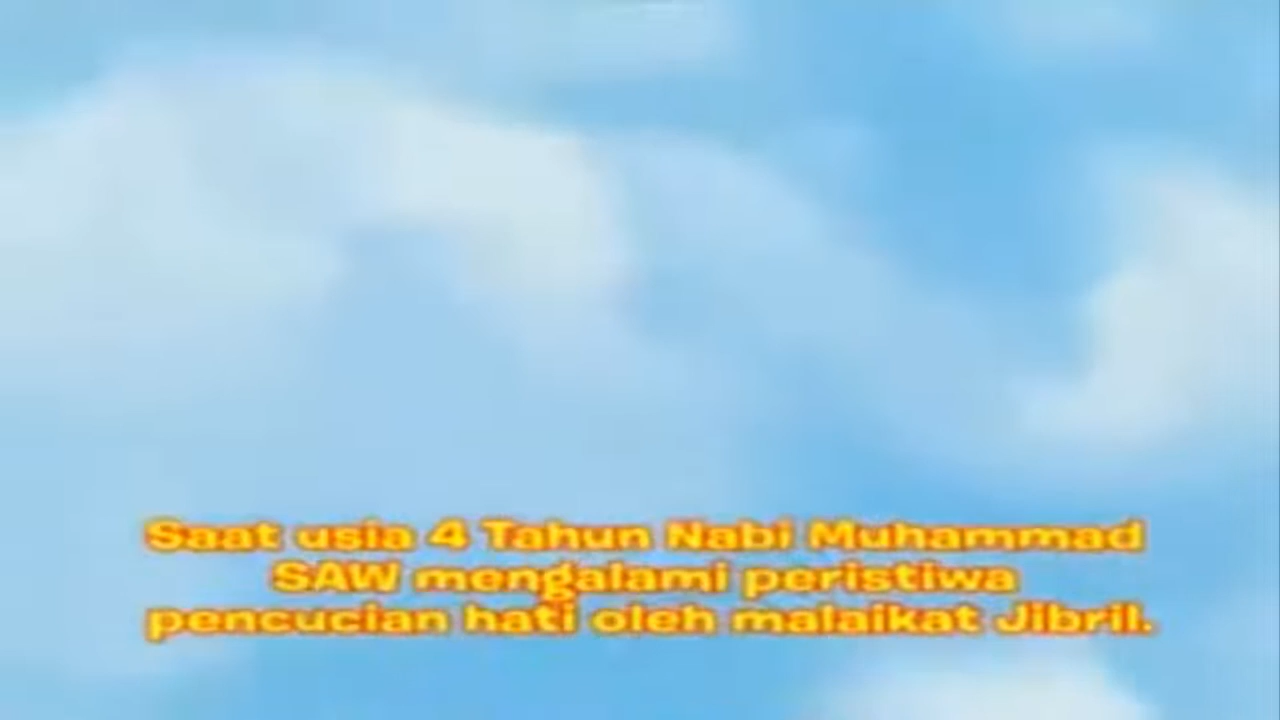 Saat usia 4 Tahun Nabi Muhammad
SAW mengalami peristiwa
pencucian hati oleh malaikat Jibril.